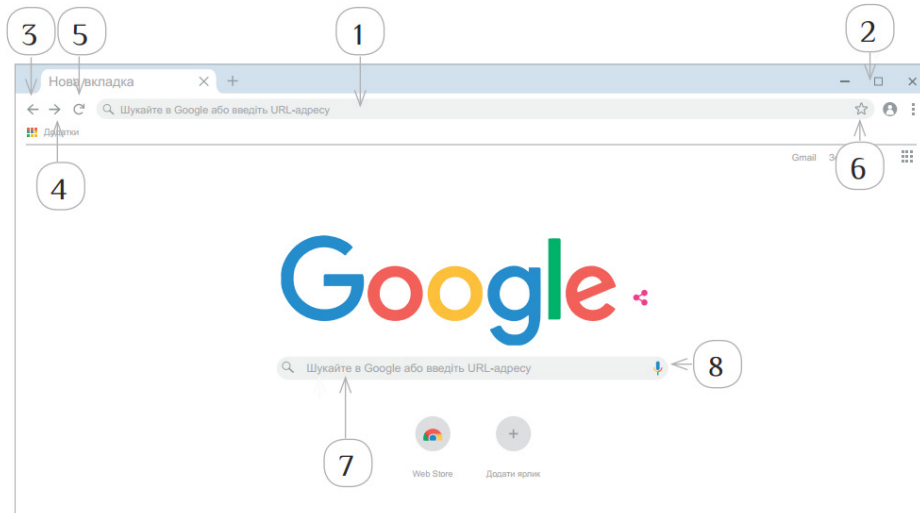 3 5 1 2
Нова вкладка
Шукайте в Google або введіть URL-адресу
Додатки
4 6
Gmail
Google
Шукайте в Google або введіть URL-адресу
8
7
Web Store Додати ярлик